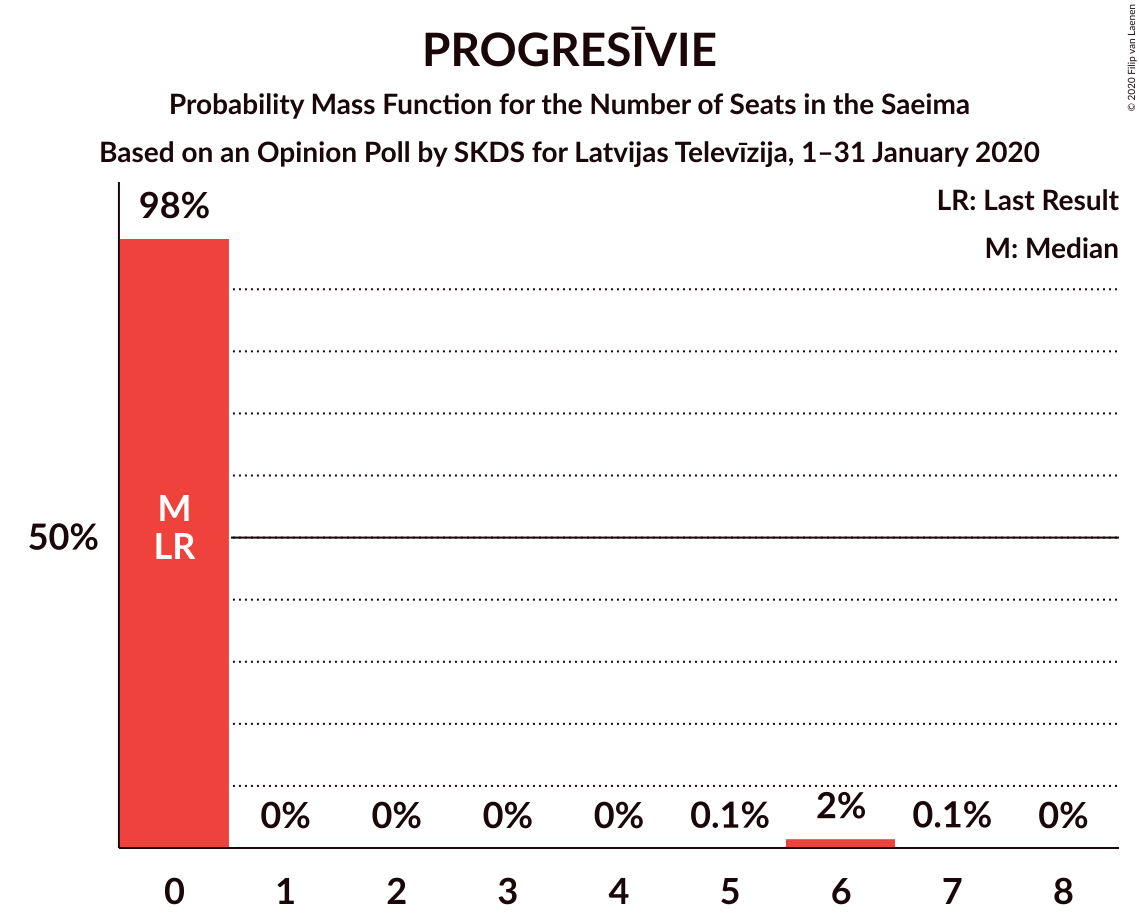 PROGRESĪVIE
Probability Mass Function for the Number of Seats in the Saeima
Based on an Opinion Poll by SKDS for Latvijas Televīzija, 1–31 January 2020
© 2020 Filip van Laenen
LR: Last Result
M: Median
98%
M
LR
50%
0% 0% 0% 0% 0.1% 2% 0.1% 0%
0 1 2 3 4 5 6 7 8